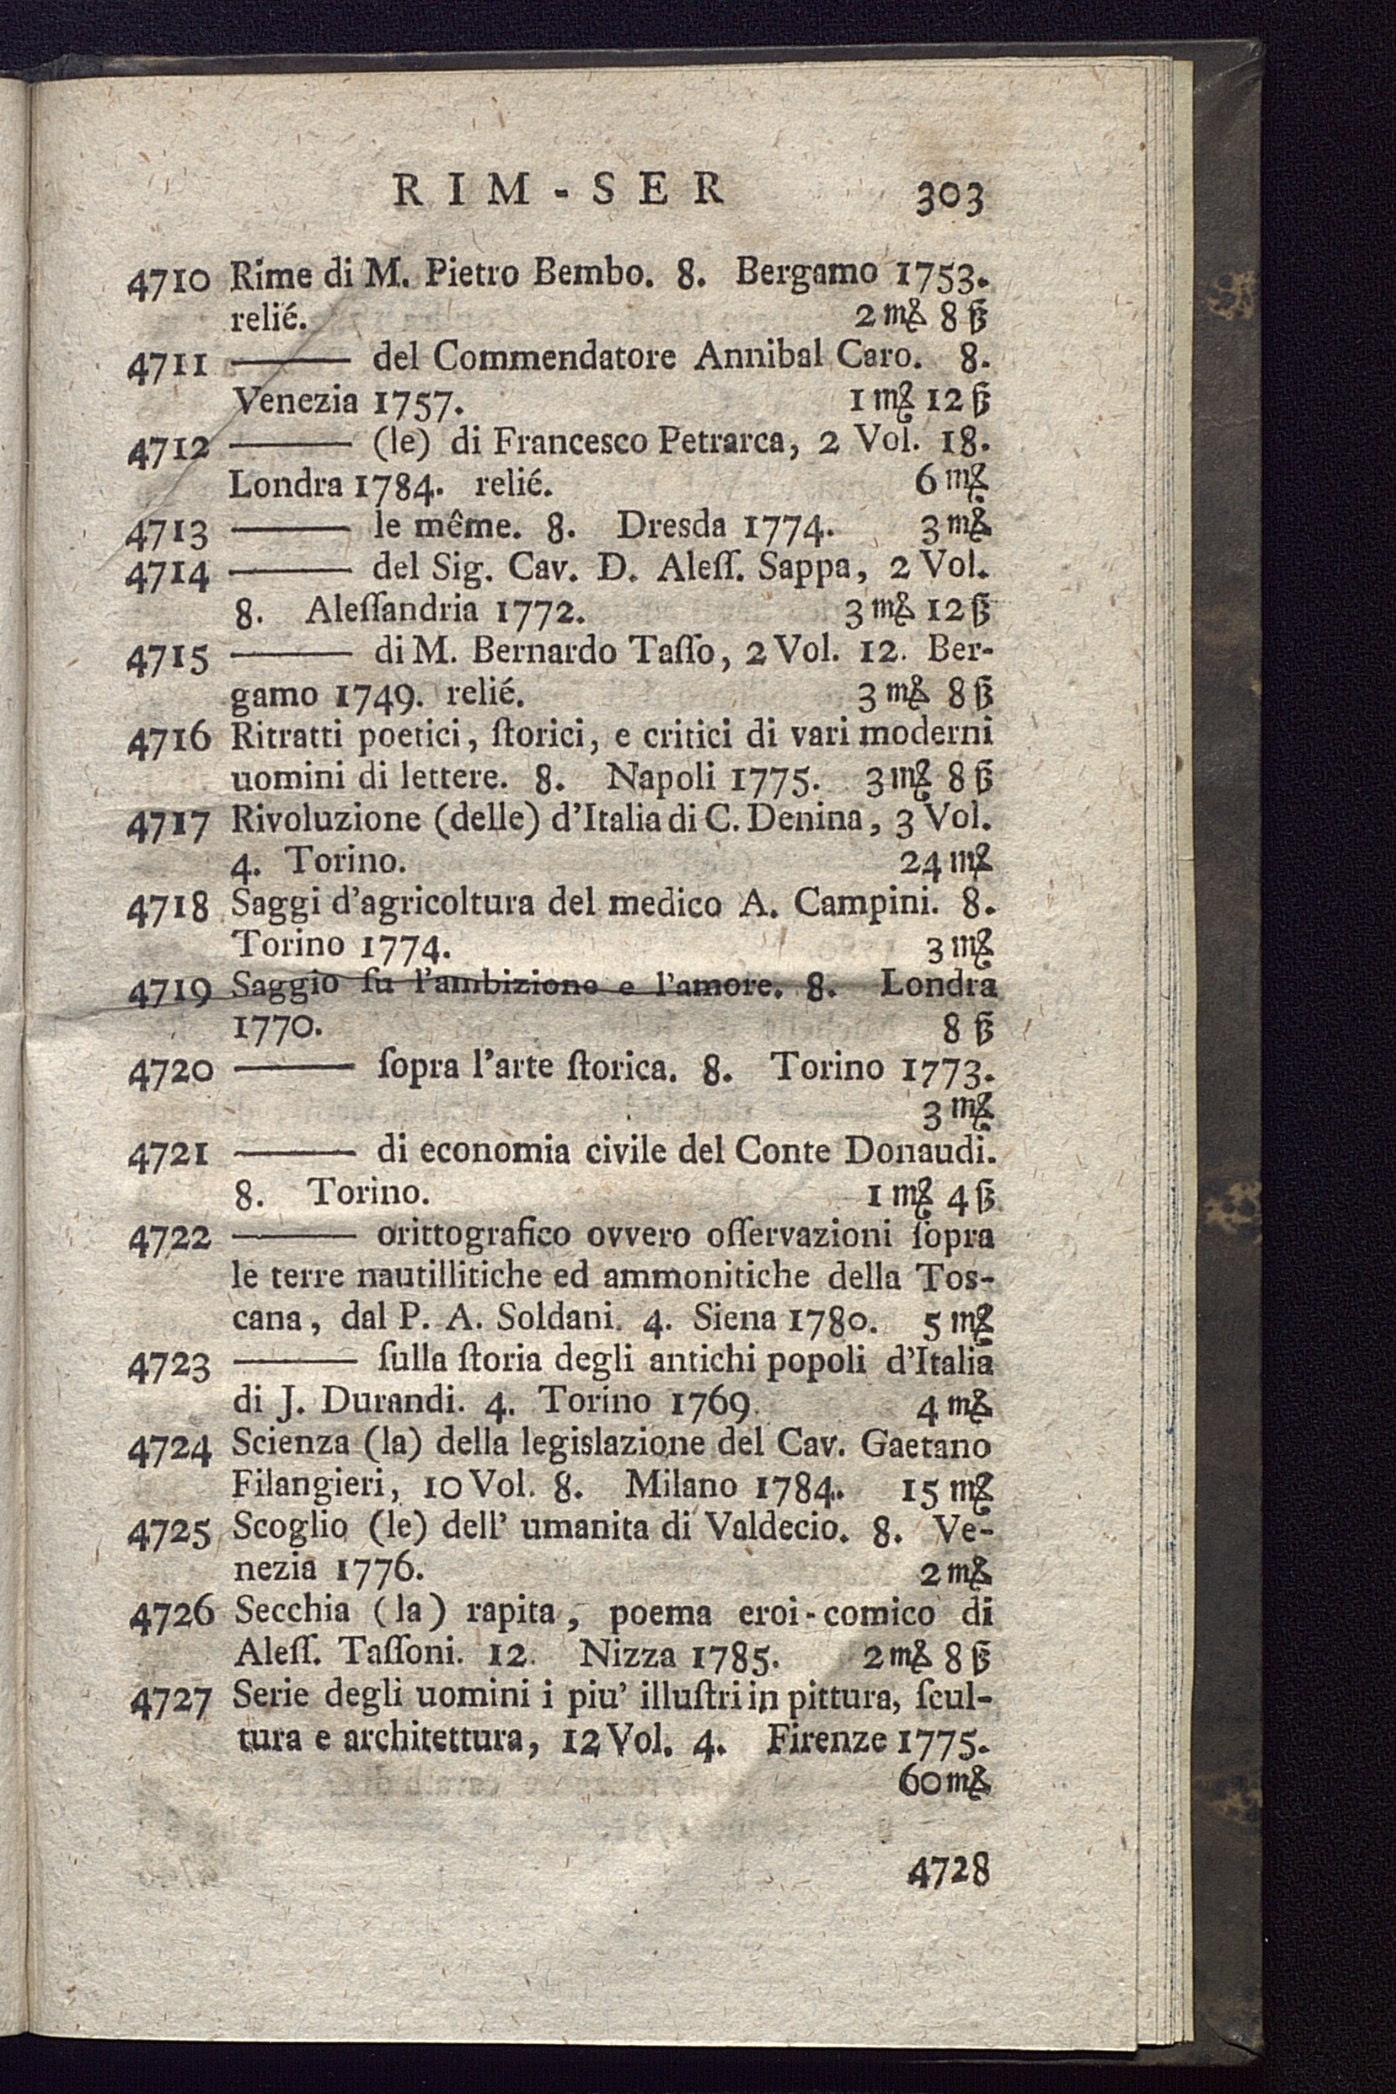 RIM-SER 303
4710 Rime di M. Pietro Bembo. 8. Bergamo 1753.
relié. 2 m℥ 8 ß
4711 ——— del Commendatore Annibal Caro. 8.
Venezia 1757. 1 m℥ 12 ß
4712 ——— (le) di Francesco Petrarca, 2 Vol. 18.
Londra 1784. relié. 6 m℥
4713 ——— le même. 8. Dresda 1774. 3 m℥
4714 ——— del Sig. Cav. D. Aleſſ. Sappa, 2 Vol.
8. Aleſſandria 1772. 3 m℥ 12 ß
4715 ——— di M. Bernardo Taſſo, 2 Vol. 12. Ber-
gamo 1749. relié. 3 m℥ 8 ß
4716 Ritratti poetici, ſtorici, e critici di vari moderni
uomini di lettere. 8. Napoli 1775. 3 m℥ 8 ß
4717 Rivoluzione (delle) d'Italia di C. Denina, 3 Vol.
4. Torino. 24 m℥
4718 Saggi d'agricoltura del medico A. Campini. 8.
Torino 1774. 3 m℥
4719 Saggio ſu l'ambizione e l'amore. 8. Londra
1770. 8 ß
4720 ——— ſopra l'arte ſtorica. 8. Torino 1773.
3 m℥
4721 ——— di economia civile del Conte Donaudi.
8. Torino. 1 m℥ 4 ß
4722 ——— orittografico ovvero oſſervazioni ſopra
le terre nautillitiche ed ammonitiche della Tos-
cana, dal P. A. Soldani. 4. Siena 1780. 5 m℥
4723 ——— ſulla ſtoria degli antichi popoli d'Italia
di J. Durandi. 4. Torino 1769. 4 m℥
4724 Scienza (la) della legislazione del Cav. Gaetano
Filangieri, 10 Vol. 8. Milano 1784. 15 m℥
4725 Scoglio (le) dell' umanita di Valdecio. 8. Ve-
nezia 1776. 2 m℥
4726 Secchia (la) rapita, poema eroi-comico di
Aleſſ. Taſſoni. 12. Nizza 1785. 2 m℥ 8 ß
4727 Serie degli uomini i piu' illuſtri in pittura, ſcul-
tura e architettura, 12 Vol. 4. Firenze 1775.
60 m℥
4728